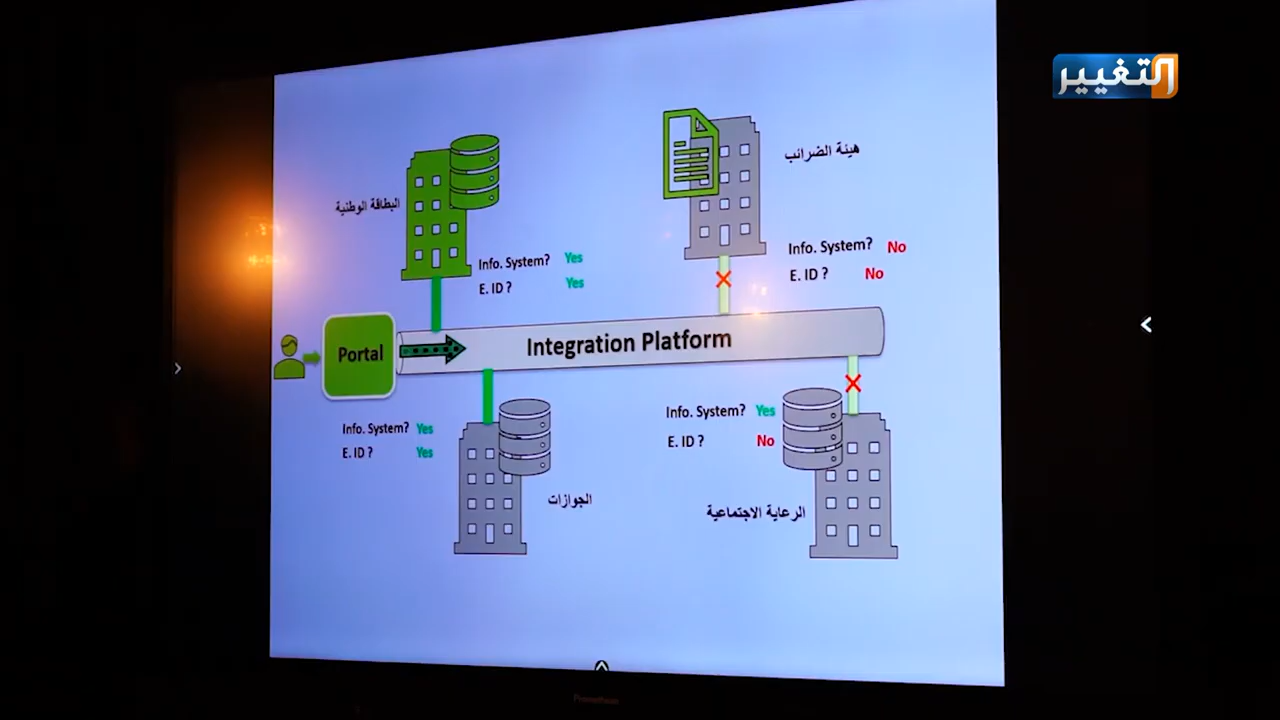 التغيير
هيئة الضرائب
البطاقة الوطنية
Info. System? No
E. ID ? No
Info. System? Yes
E. ID ? Yes
Portal
Integration Platform
Info. System? Yes
E. ID ? Yes
Info. System? Yes
E. ID ? No
الجوازات
الرعاية الاجتماعية
Promethean